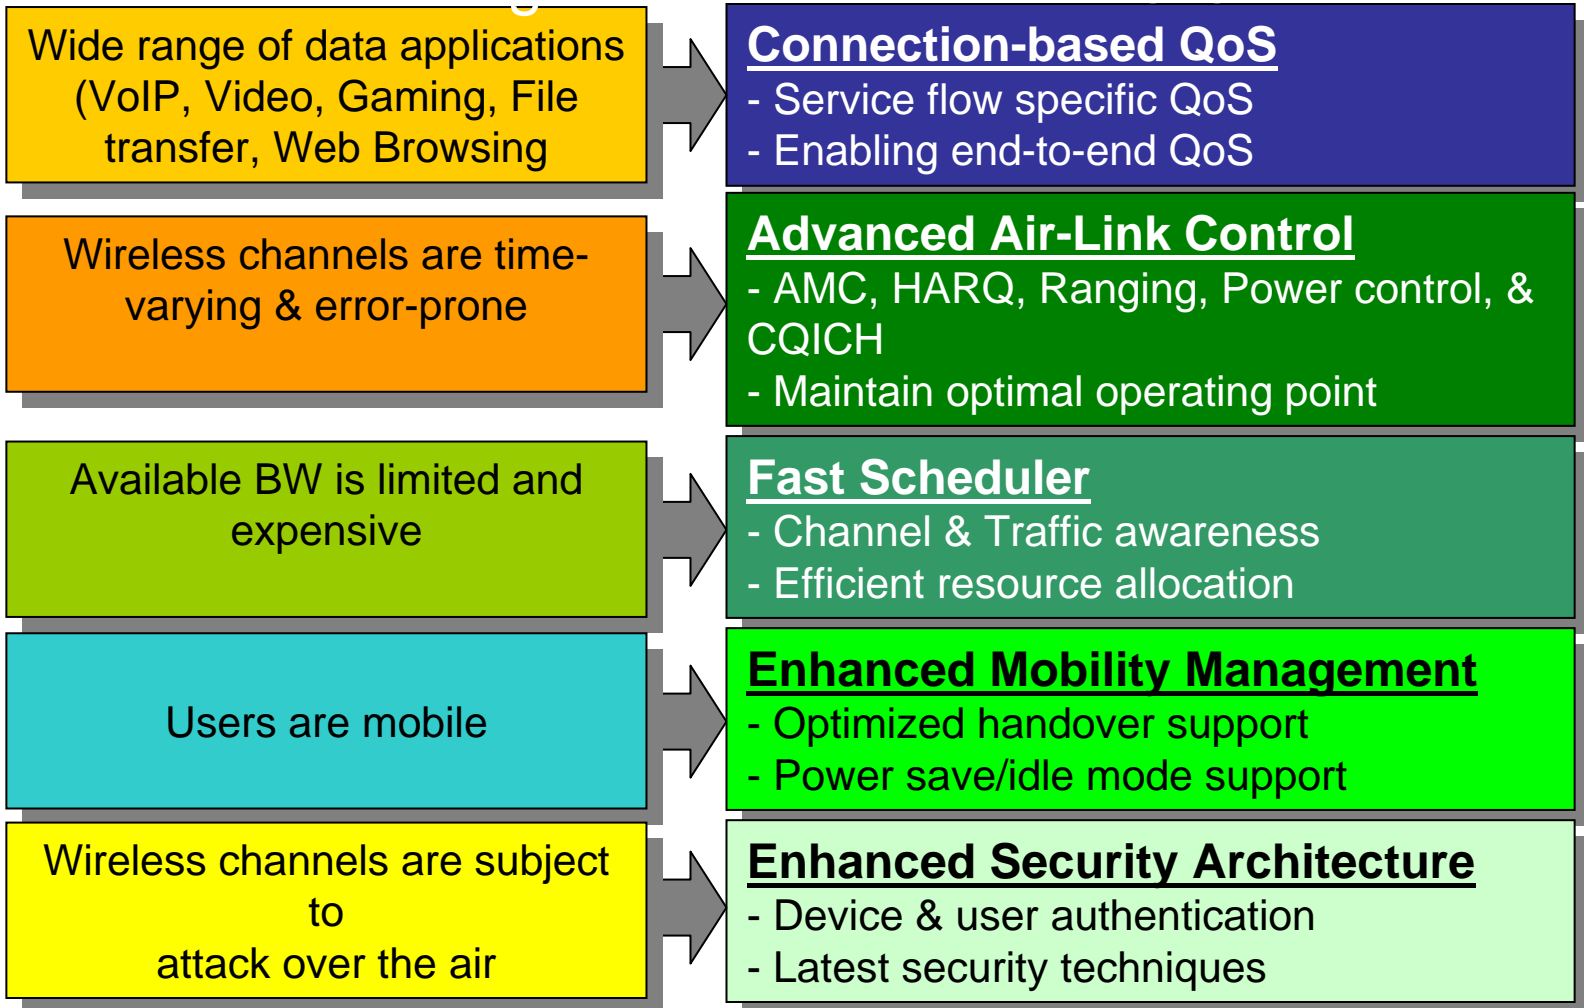 Wide range of data applications
(VoIP, Video, Gaming, File
transfer, Web Browsing
Connection-based QoS
- Service flow specific QoS
- Enabling end-to-end QoS
Wireless channels are time-
varying & error-prone
Advanced Air-Link Control
- AMC, HARQ, Ranging, Power control, &
CQICH
- Maintain optimal operating point
Available BW is limited and
expensive
Fast Scheduler
- Channel & Traffic awareness
- Efficient resource allocation
Users are mobile
Enhanced Mobility Management
- Optimized handover support
- Power save/idle mode support
Wireless channels are subject
to
attack over the air
Enhanced Security Architecture
- Device & user authentication
- Latest security techniques